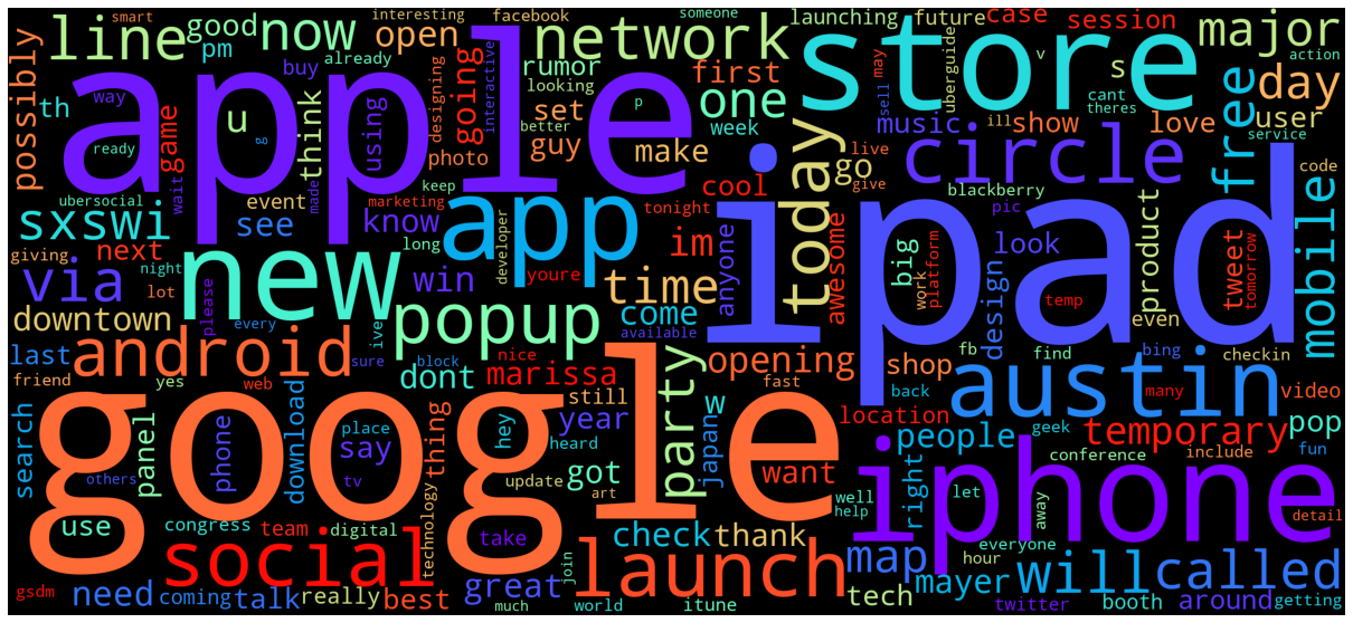 smart
interesting
facebook
someone
launching
future
case
session
major
line
good
now
open
network
store
pm
buy
already
rumor
first
looking
possibly
apple
going
designing
interactive
one
s
v
uberguide
may
sell
action
cant
theres
day
th
way
game
u
think
using
set
better
p
week
guy
photo
make
music
ill
show
love
user
service
free
ready
go
wait
made
keep
today
circle
live
give
code
ubersocial
event
marketing
cool
blackberry
mobile
sxswi
see
know
app
tonight
im
pic
product
next
long
developer
anyone
awesome
big
look
tweet
tomorrow
giving
night
new
youre
ipad
work
platform
design
via
lot
please
win
time
temp
downtown
every
ive
popup
come
available
even
last
android
sure
block
nice
opening
shop
fb
find
bing
checkin
friend
yes
web
dont
marissa
fast
back
austin
many
video
google
still
party
w
location
search
panel
download
place
thing
hey
year
people
geek
temporary
pop
phone
say
heard
japan
right
conference
include
fun
others
tv
update
got
art
want
well
help
iphone
let
away
use
congress
team
digital
technology
take
check
thank
detail
social
launch
map
everyone
hour
will
called
gsdm
need
coming
talk
really
best
great
join
much
world
itune
tech
mayer
twitter
booth
around
getting